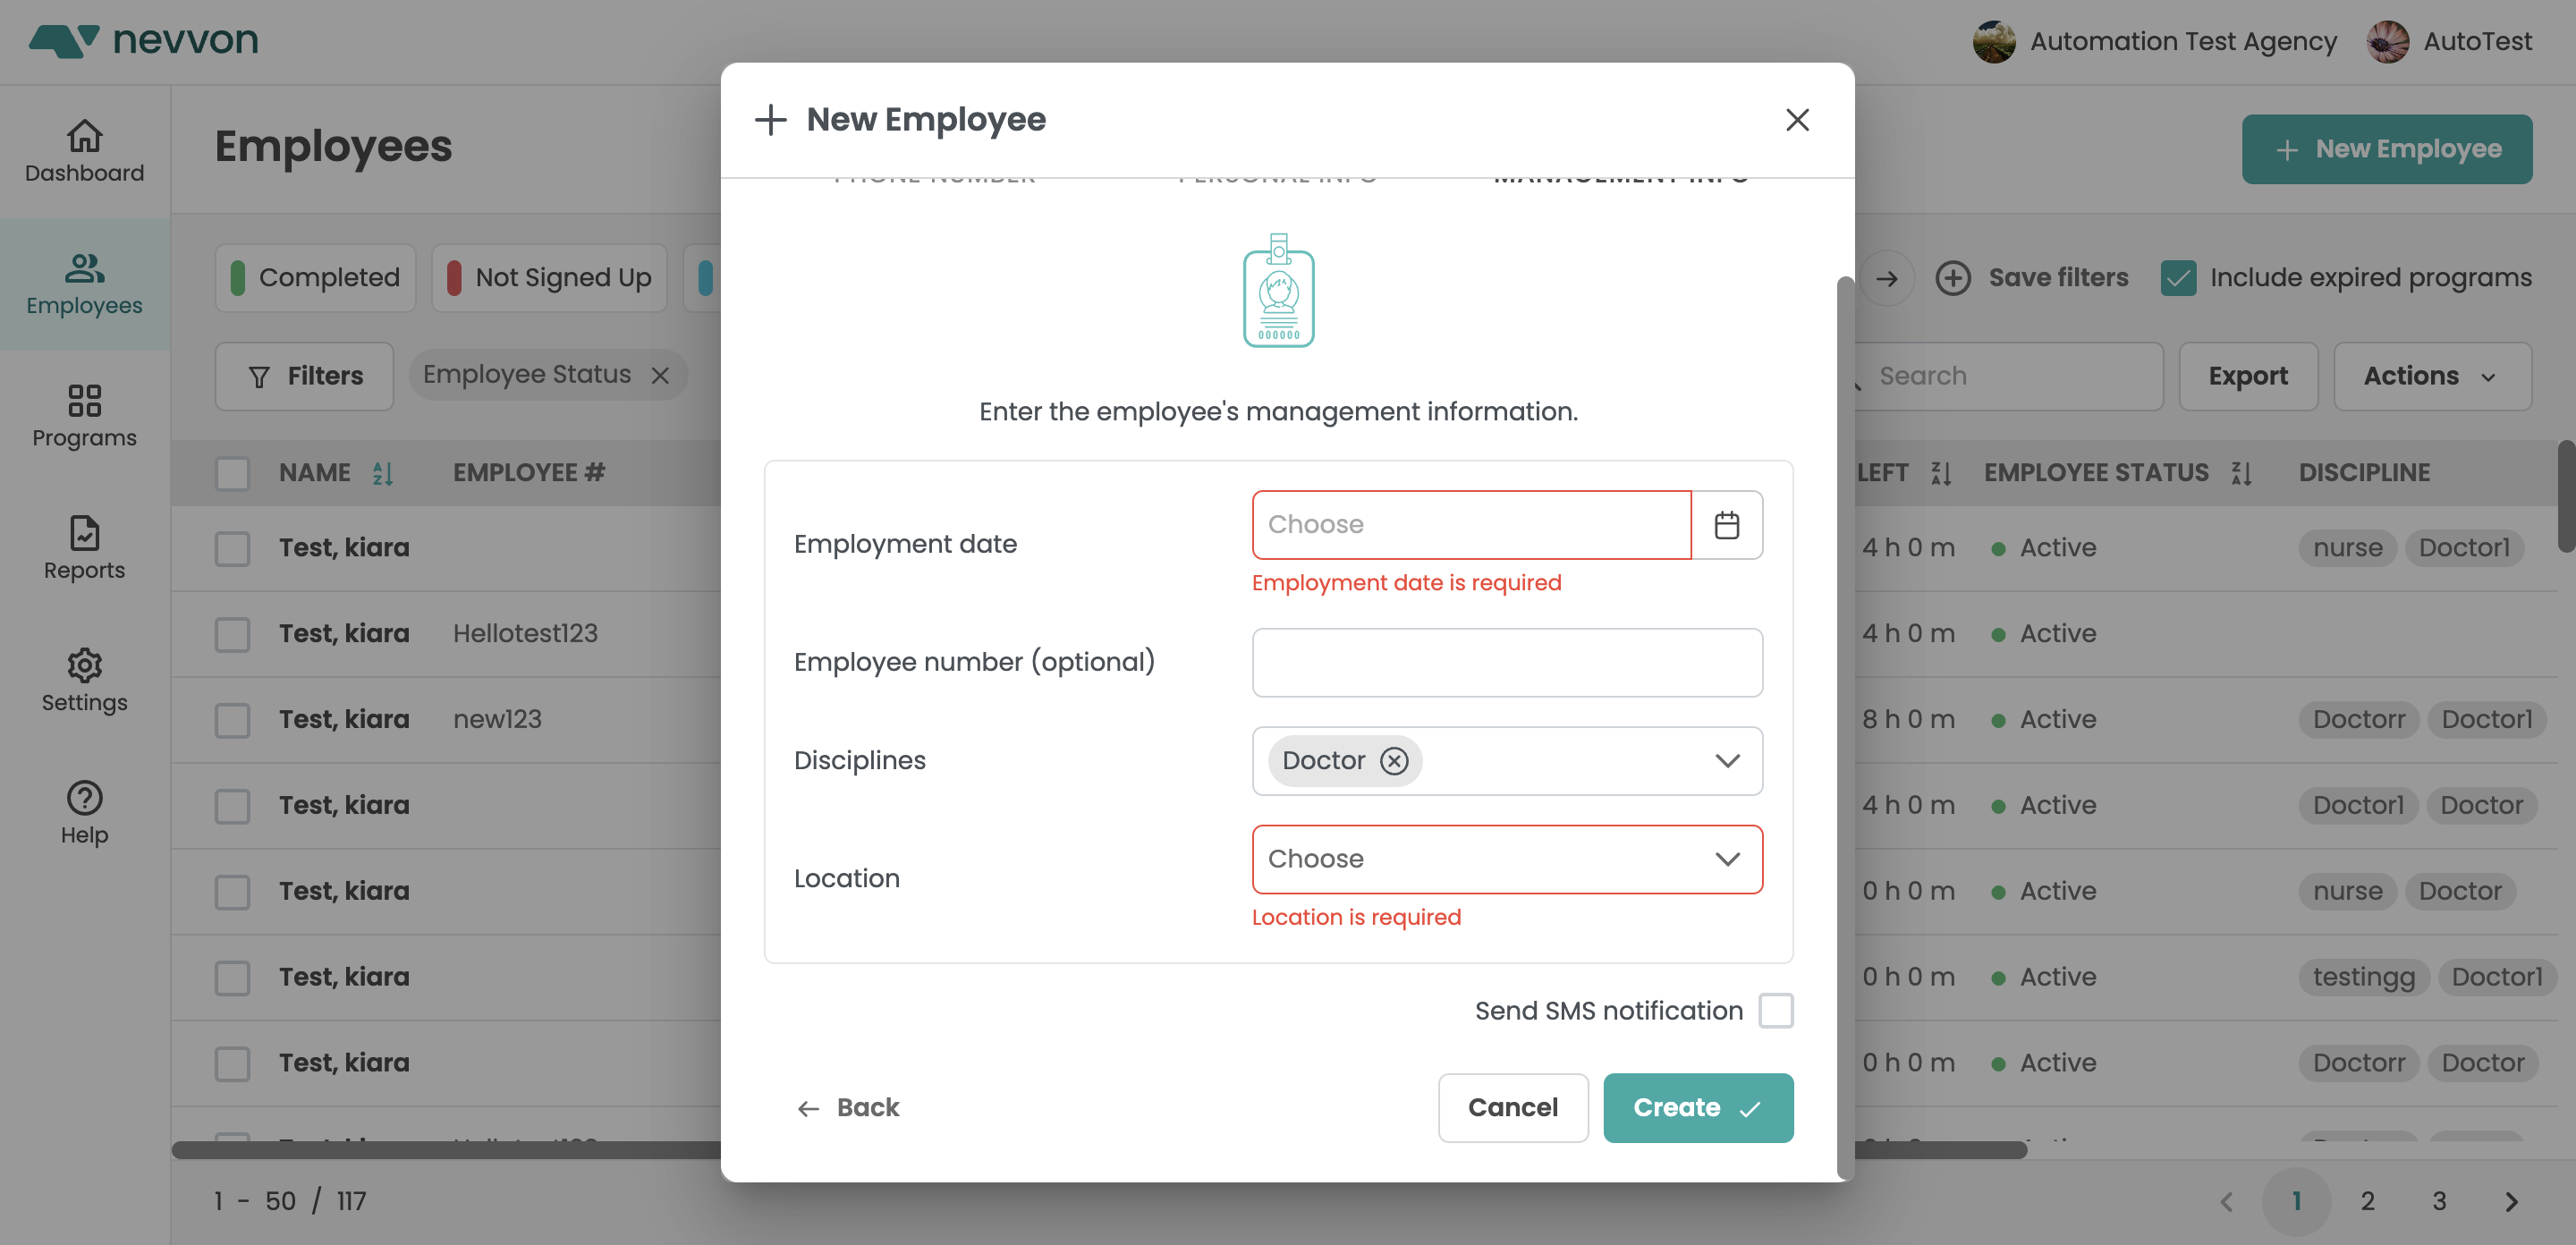 nevvon
Automation Test Agency
AutoTest
Dashboard
Employees
Programs
Reports
Settings
Help
Employees
New Employee
Completed
Not Signed Up
Save filters
Include expired programs
Filters
Employee Status
Search
Export
Actions
NAME EMPLOYEE # LEFT EMPLOYEE STATUS DISCIPLINE
Test, kiara 4 h 0 m Active nurse Doctor1
Test, kiara Hellotest123 4 h 0 m Active
Test, kiara new123 8 h 0 m Active Doctorr Doctor1
Test, kiara 4 h 0 m Active Doctor1 Doctor
Test, kiara 0 h 0 m Active nurse Doctor
Test, kiara 0 h 0 m Active testingg Doctor1
Test, kiara 0 h 0 m Active Doctorr Doctor
1 - 50 / 117
1 2 3
New Employee
PHONE NUMBER PERSONAL INFO MANAGEMENT INFO
000000
Enter the employee's management information.
Employment date
Choose
Employment date is required
Employee number (optional)
Disciplines
Doctor
Location
Choose
Location is required
Send SMS notification
Back
Cancel
Create